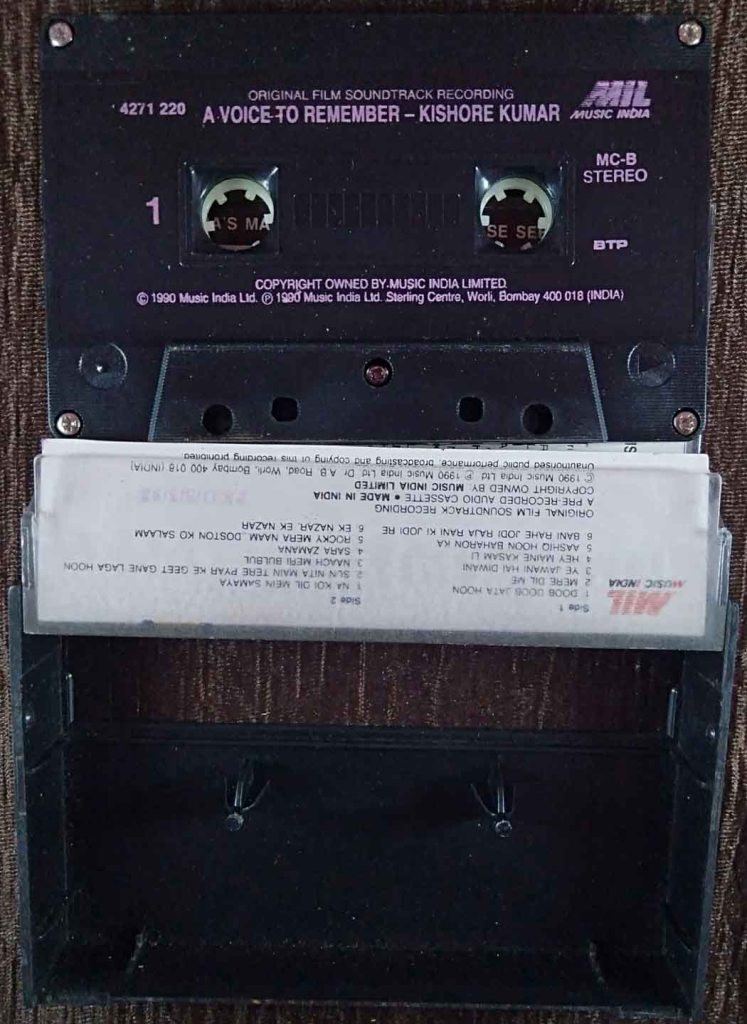 ORIGINAL FILM SOUNDTRACK RECORDING
4271 220
A VOICE TO REMEMBER – KISHORE KUMAR
MIL
MUSIC INDIA
MC-B
STEREO
1
A'S MA
BTP
COPYRIGHT OWNED BY MUSIC INDIA LIMITED
© 1990 Music India Ltd. ℗ 1990 Music India Ltd. Sterling Centre, Worli, Bombay 400 018 (INDIA)
MIL
MUSIC INDIA
Side 1
1 DOOB DOOB JATA HOON
2 MERE DIL ME
3 YE JAWANI HAI DIWANI
4 HEY MAINE KASAM LI
5 AASHIQ HOON BAHARON KA
6 BANI RAHE JODI RAJA RANI KI JODI RE
Side 2
1 NA KOI DIL MEIN SAMAYA
2 SUN NITA MAIN TERE PYAR KE GEET GANE LAGA HOON
3 NAACH MERI BULBUL
4 SARA ZAMANA
5 ROCKY MERA NAAM...DOSTON KO SALAAM
6 EK NAZAR, EK NAZAR
ORIGINAL FILM SOUNDTRACK RECORDING
A PRE-RECORDED AUDIO CASSETTE • MADE IN INDIA
COPYRIGHT OWNED BY: MUSIC INDIA LIMITED
© 1990 Music India Ltd ℗ 1990 Music India Ltd Dr A B Road, Worli, Bombay 400 018 (INDIA)
Unauthorised public performance, broadcasting and copying of this recording prohibited